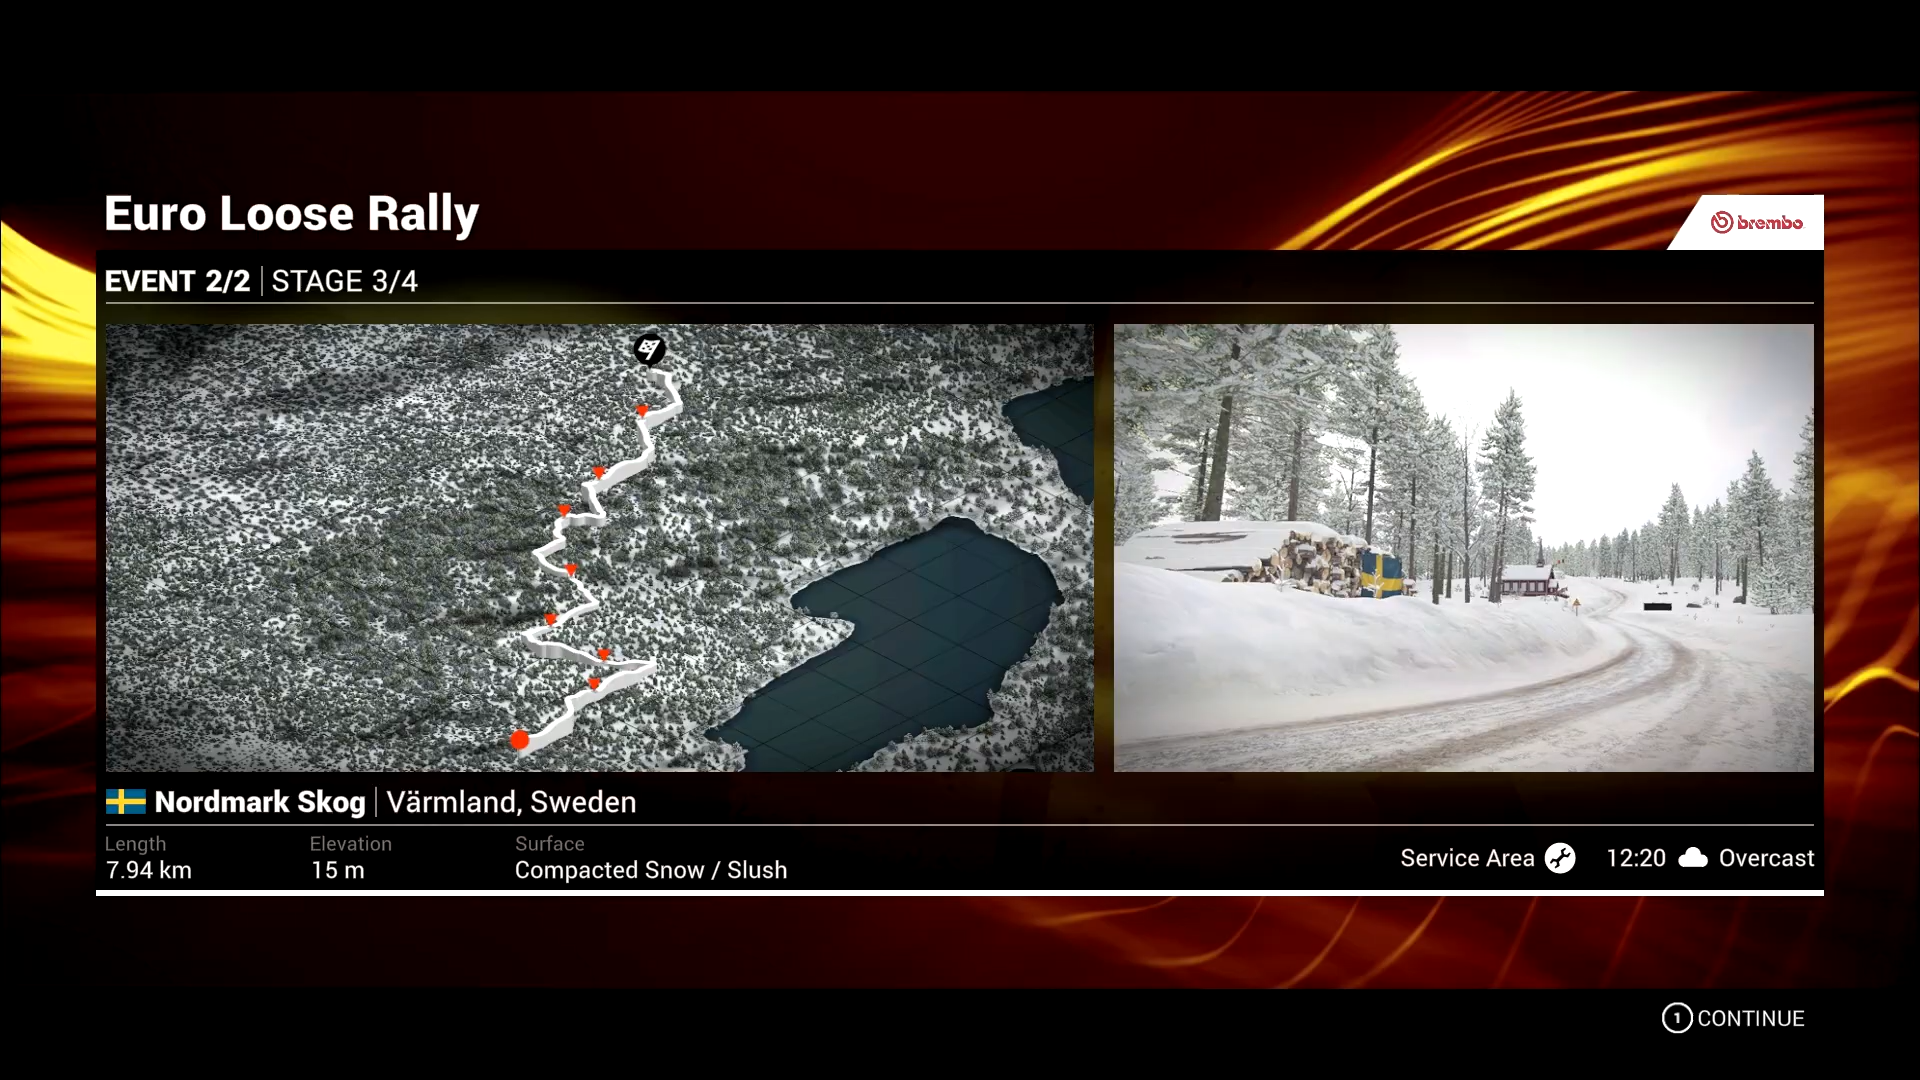 Euro Loose Rally
brembo
EVENT 2/2 | STAGE 3/4
Nordmark Skog | Värmland, Sweden
Length
7.94 km
Elevation
15 m
Surface
Compacted Snow / Slush
Service Area 12:20 Overcast
1 CONTINUE